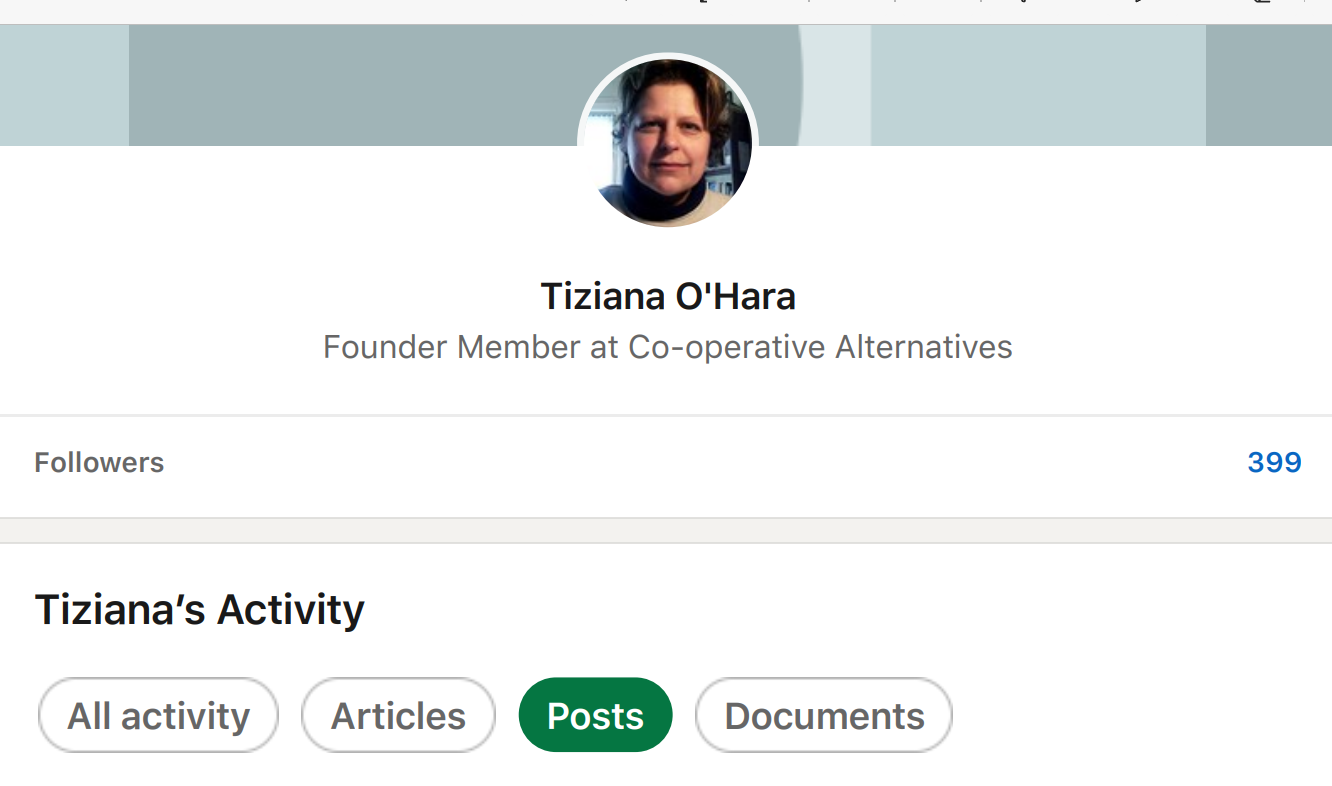 Tiziana O'Hara
Founder Member at Co-operative Alternatives
Followers 399
Tiziana’s Activity
All activity Articles Posts Documents